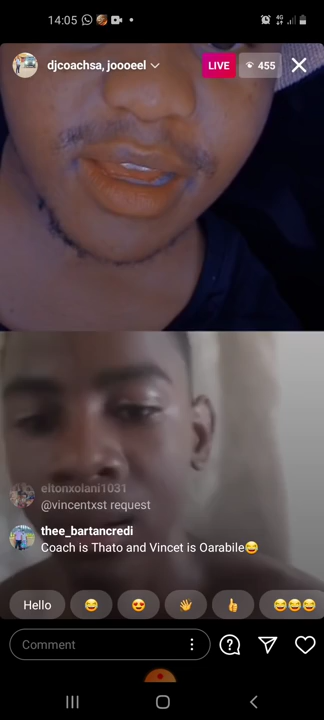 14:05
4G
djcoachsa, joooeel
LIVE
455
eltonxolani1031
@vincentxst request
thee_bartancredi
Coach is Thato and Vincet is Oarabile😂
Hello
Comment